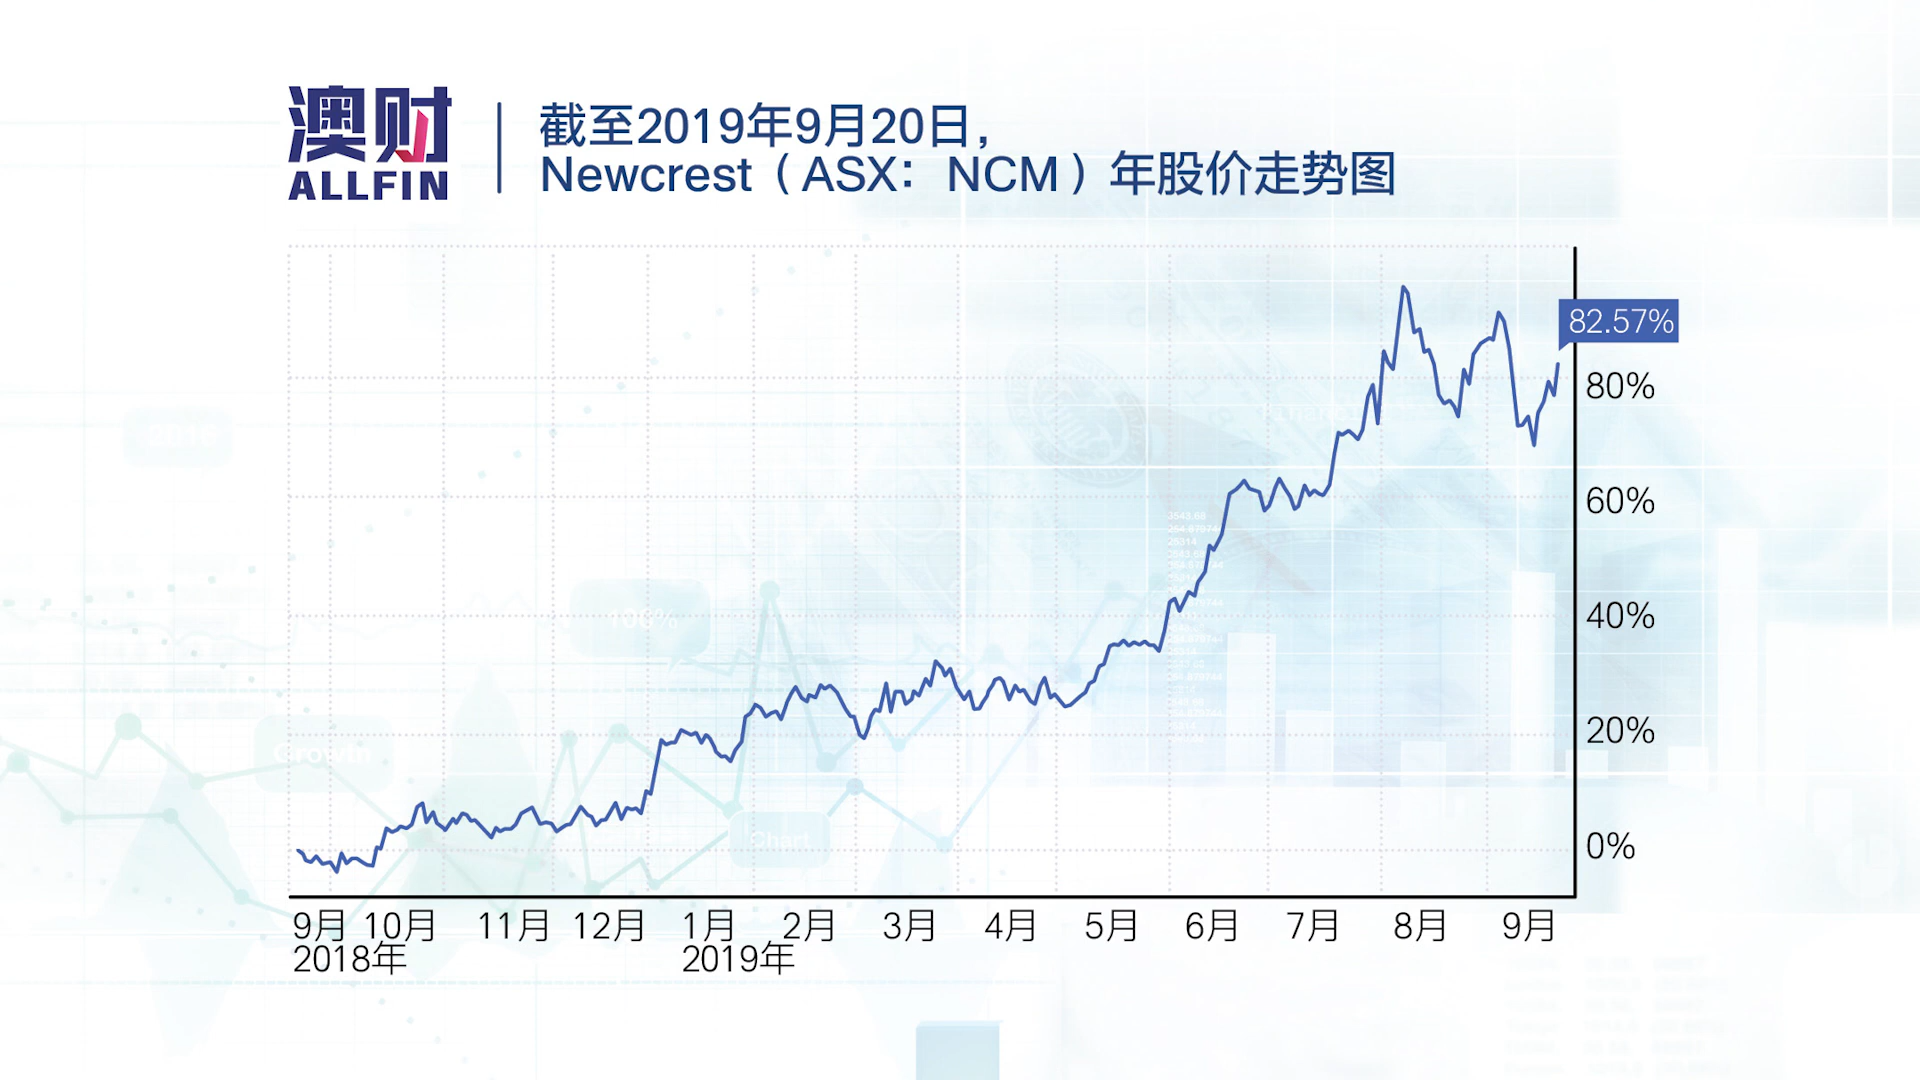 澳财
ALLFIN
截至2019年9月20日，
Newcrest（ASX：NCM）年股价走势图
82.57%
80%
60%
40%
20%
0%
9月 10月 11月 12月 1月 2月 3月 4月 5月 6月 7月 8月 9月
2018年 2019年
100%
Growth
Chart